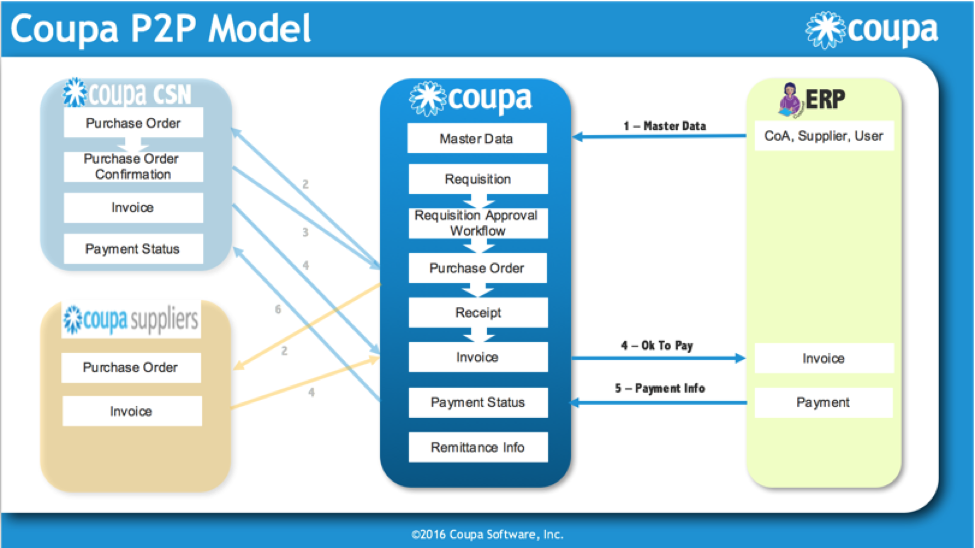 Coupa P2P Model
coupa
coupa CSN
Purchase Order
Purchase Order
Confirmation
Invoice
Payment Status
coupa suppliers
Purchase Order
Invoice
2
3
4
6
2
4
coupa
Master Data
Requisition
Requisition Approval
Workflow
Purchase Order
Receipt
Invoice
Payment Status
Remittance Info
1 – Master Data
4 – Ok To Pay
5 – Payment Info
ERP
CoA, Supplier, User
Invoice
Payment
©2016 Coupa Software, Inc.